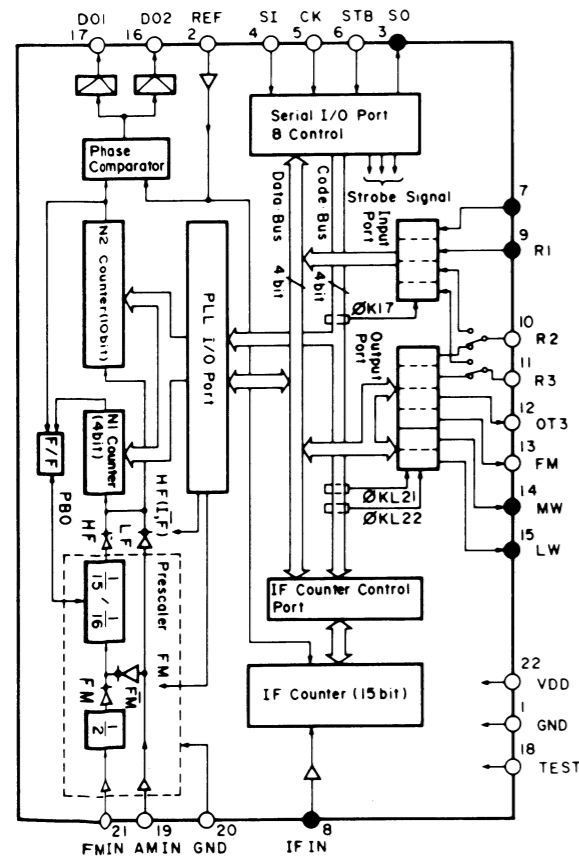 DO1 DO2 REF SI CK STB SO
17 16 2 4 5 6 3
Serial I/O Port
& Control
Phase
Comparator
Strobe Signal
7
Data Bus
Code Bus
Input
Port
9
R1
4bit
4bit
N2 Counter(10bit)
PLL I/O Port
ØK17
10
R2
Output
Port
11
R3
12
OT3
N1 Counter
(4bit)
F/F
13
FM
PBO
HF(I,F)
ØKL21
14
MW
ØKL22
HF
LF
15
LW
Prescaler
1/15 / 1/16
IF Counter Control
Port
FM
FM
FM
IF Counter (15bit)
22
VDD
1/2
1
GND
18
TEST
21 19 20 8
FMIN AMIN GND IF IN